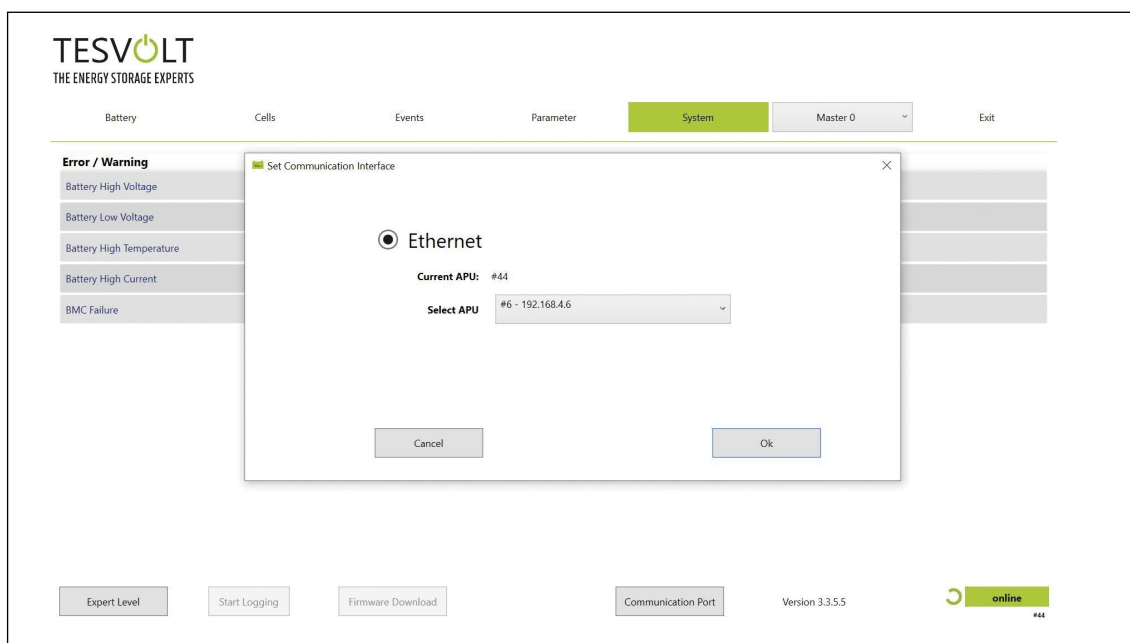 TESVOLT
THE ENERGY STORAGE EXPERTS
Battery Cells Events Parameter System Master 0 Exit
Error / Warning
Set Communication Interface
Battery High Voltage
Battery Low Voltage
Battery High Temperature
Battery High Current
BMC Failure
Ethernet
Current APU: #44
Select APU #6 - 192.168.4.6
Cancel Ok
Expert Level Start Logging Firmware Download Communication Port Version 3.3.5.5 online
#44